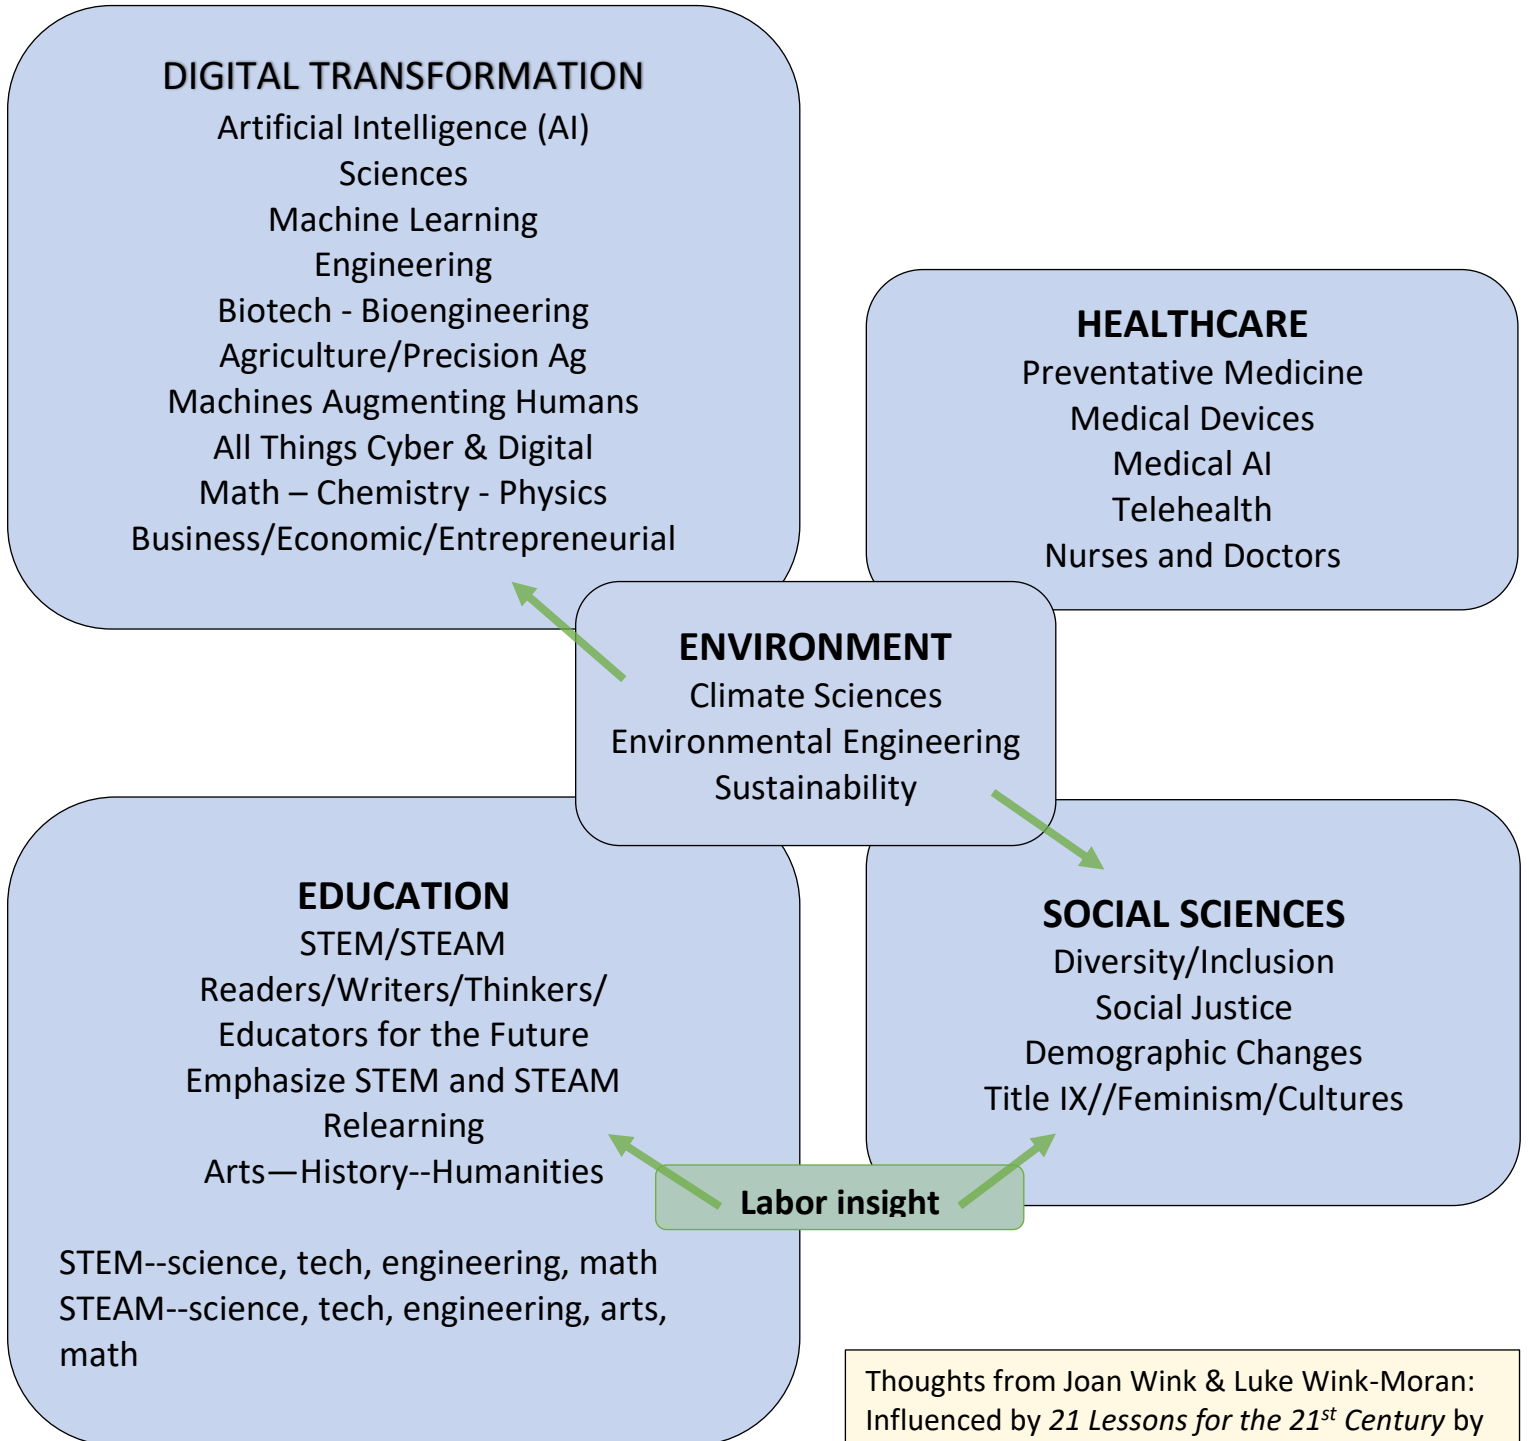 DIGITAL TRANSFORMATION
Artificial Intelligence (AI)
Sciences
Machine Learning
Engineering
Biotech - Bioengineering
Agriculture/Precision Ag
Machines Augmenting Humans
All Things Cyber & Digital
Math – Chemistry - Physics
Business/Economic/Entrepreneurial
HEALTHCARE
Preventative Medicine
Medical Devices
Medical AI
Telehealth
Nurses and Doctors
ENVIRONMENT
Climate Sciences
Environmental Engineering
Sustainability
EDUCATION
STEM/STEAM
Readers/Writers/Thinkers/
Educators for the Future
Emphasize STEM and STEAM
Relearning
Arts—History--Humanities
STEM--science, tech, engineering, math
STEAM--science, tech, engineering, arts,
math
SOCIAL SCIENCES
Diversity/Inclusion
Social Justice
Demographic Changes
Title IX//Feminism/Cultures
Labor insight
Thoughts from Joan Wink & Luke Wink-Moran:
Influenced by 21 Lessons for the 21st Century by